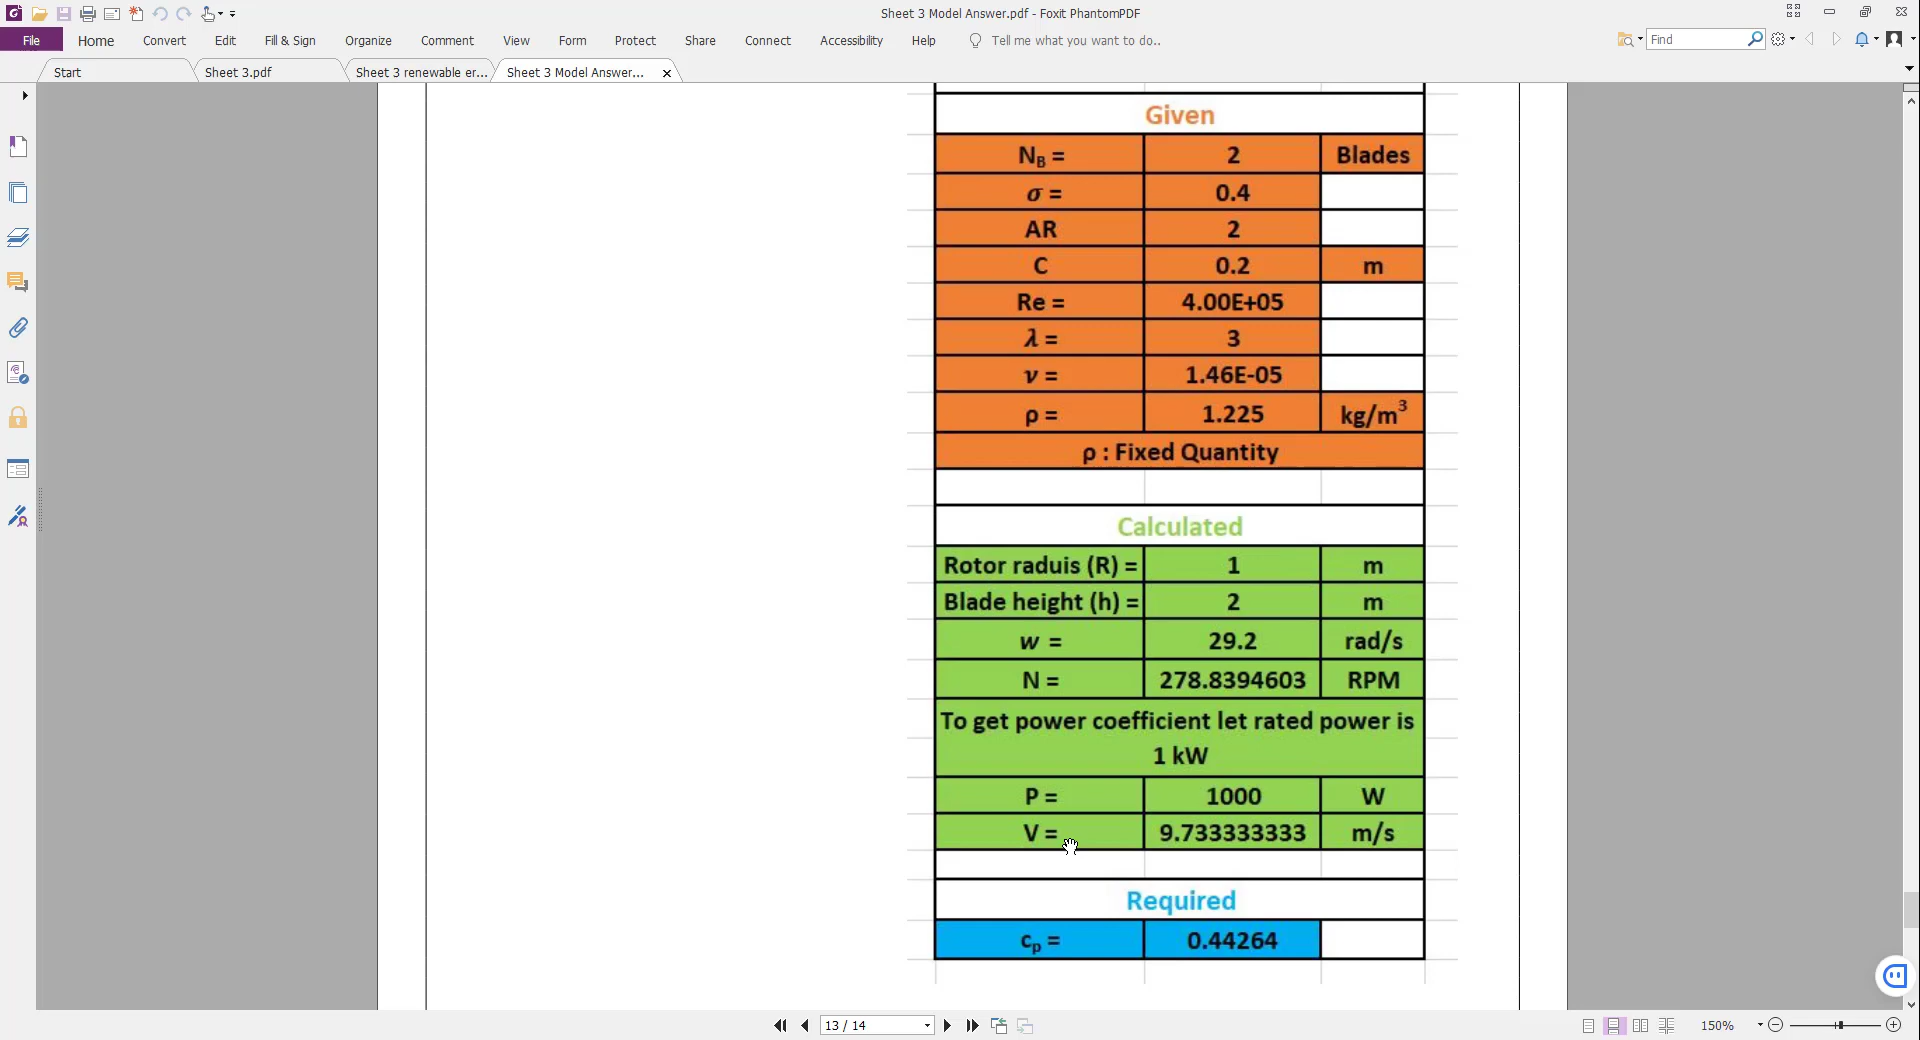 Sheet 3 Model Answer.pdf - Foxit PhantomPDF
File Home Convert Edit Fill & Sign Organize Comment View Form Protect Share Connect Accessibility Help Tell me what you want to do.. Find
Start Sheet 3.pdf Sheet 3 renewable er... Sheet 3 Model Answer...
Given
N_B = 2 Blades
σ = 0.4
AR 2
C 0.2 m
Re = 4.00E+05
λ = 3
ν = 1.46E-05
ρ = 1.225 kg/m³
ρ : Fixed Quantity
Calculated
Rotor raduis (R) = 1 m
Blade height (h) = 2 m
w = 29.2 rad/s
N = 278.8394603 RPM
To get power coefficient let rated power is
1 kW
P = 1000 W
V = 9.733333333 m/s
Required
c_p = 0.44264
13 / 14 150%